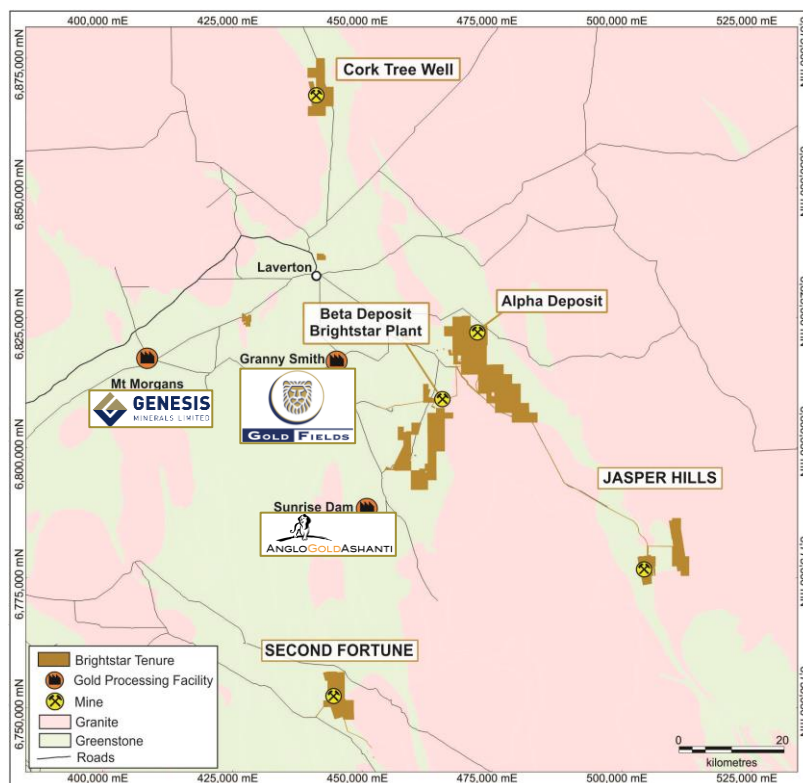 400,000 mE 425,000 mE 450,000 mE 475,000 mE 500,000 mE 525,000 mE
6,875,000 mN
Cork Tree Well
6,850,000 mN
Laverton
Beta Deposit
Brightstar Plant
Alpha Deposit
6,825,000 mN
Granny Smith
Mt Morgans
GENESIS
MINERALS LIMITED
GOLD FIELDS
6,800,000 mN
JASPER HILLS
Sunrise Dam
ANGLOGOLDASHANTI
6,775,000 mN
SECOND FORTUNE
Brightstar Tenure
Gold Processing Facility
Mine
Granite
Greenstone
Roads
6,750,000 mN
0 20
kilometres
400,000 mE 425,000 mE 450,000 mE 475,000 mE 500,000 mE 525,000 mE